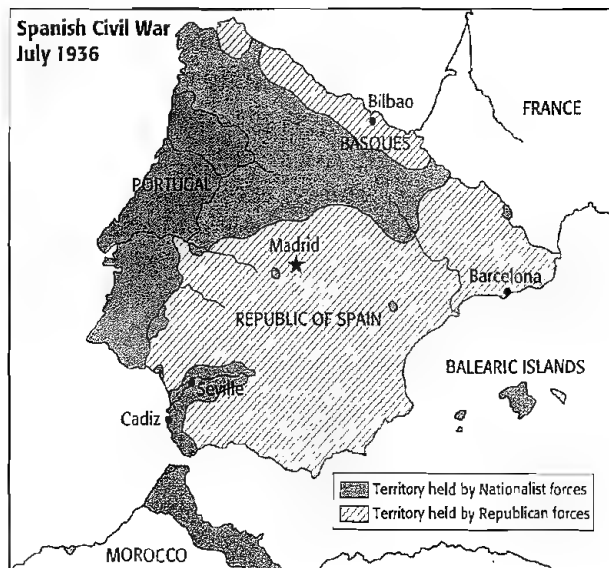 Spanish Civil War
July 1936
Bilbao
FRANCE
BASQUES
PORTUGAL
Madrid
Barcelona
REPUBLIC OF SPAIN
BALEARIC ISLANDS
Seville
Cadiz
Territory held by Nationalist forces
Territory held by Republican forces
MOROCCO